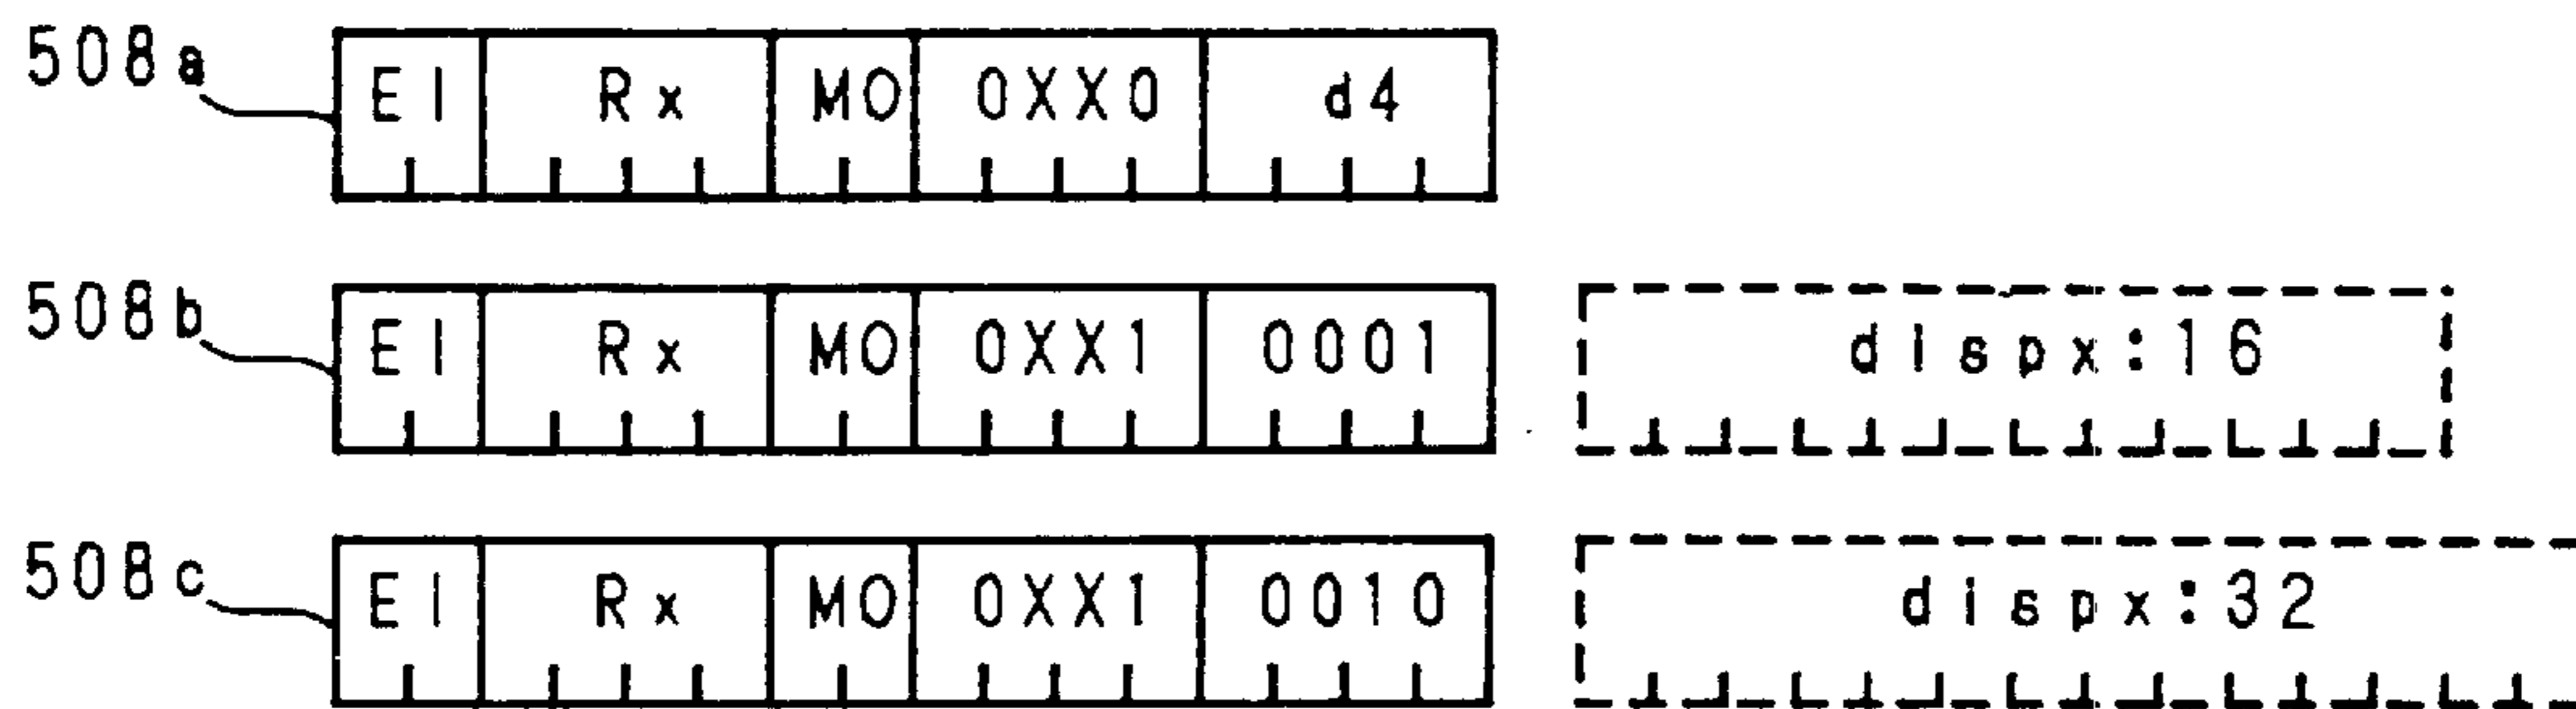 508a EI Rx MO 0XX0 d4
508b EI Rx MO 0XX1 0001 dispx:16
508c EI Rx MO 0XX1 0010 dispx:32